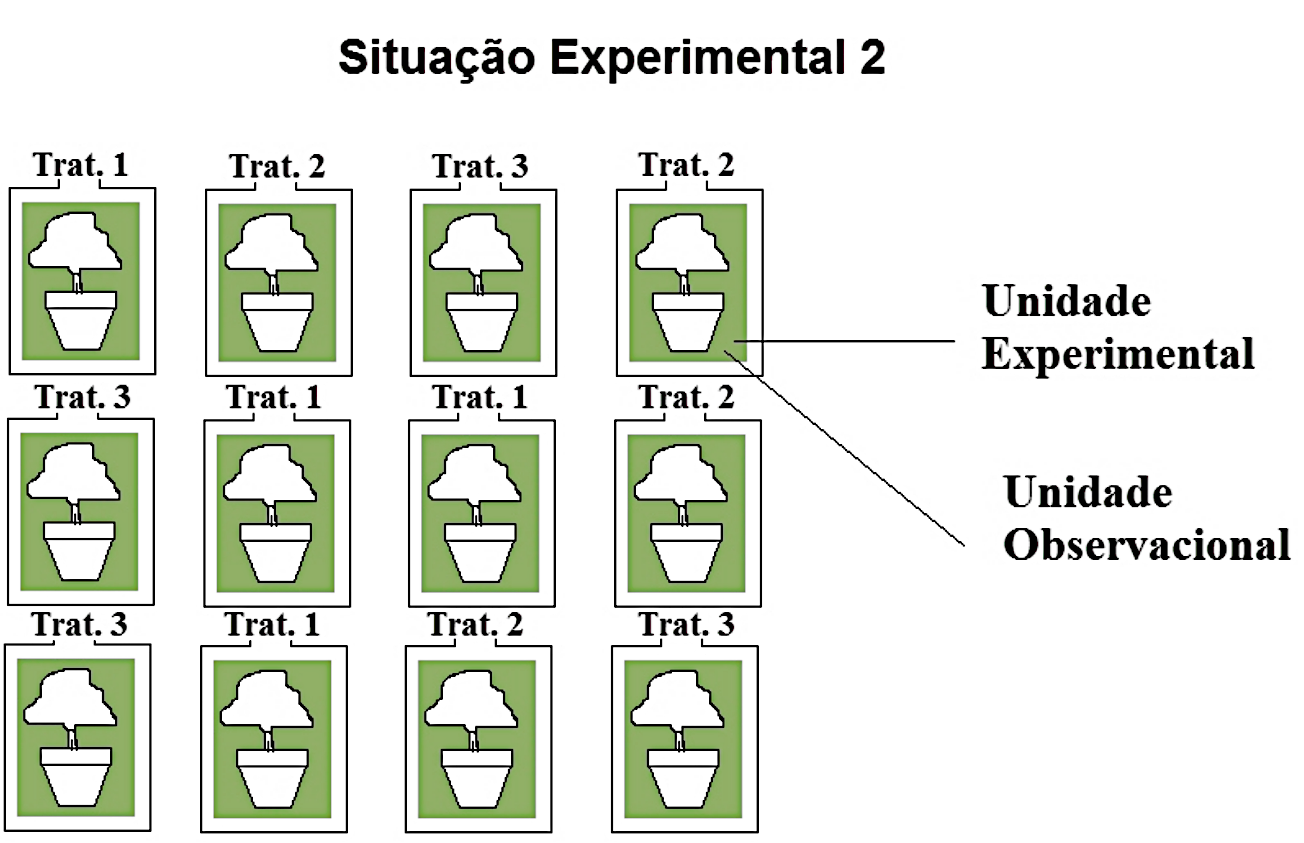 Situação Experimental 2
Trat. 1 Trat. 2 Trat. 3 Trat. 2
Unidade
Experimental
Trat. 3 Trat. 1 Trat. 1 Trat. 2
Unidade
Observacional
Trat. 3 Trat. 1 Trat. 2 Trat. 3